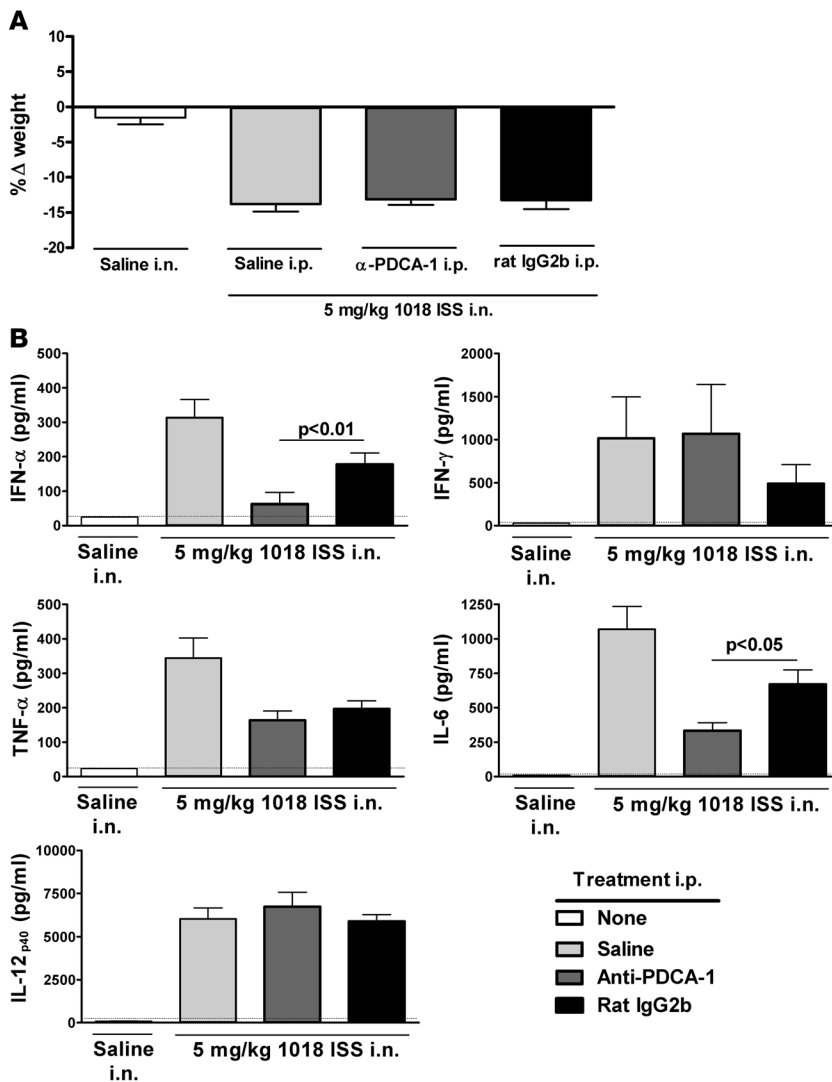 A
10
5
0
-5
-10
-15
-20
% Δ weight
Saline i.n.
Saline i.p.
α-PDCA-1 i.p.
rat IgG2b i.p.
5 mg/kg 1018 ISS i.n.
B
500
400
300
200
100
0
IFN-α (pg/ml)
p<0.01
Saline
i.n.
5 mg/kg 1018 ISS i.n.
2000
1500
1000
500
0
IFN-γ (pg/ml)
Saline
i.n.
5 mg/kg 1018 ISS i.n.
500
400
300
200
100
0
TNF-α (pg/ml)
Saline
i.n.
5 mg/kg 1018 ISS i.n.
1250
1000
750
500
250
0
IL-6 (pg/ml)
p<0.05
Saline
i.n.
5 mg/kg 1018 ISS i.n.
10000
7500
5000
2500
0
IL-12p40 (pg/ml)
Saline
i.n.
5 mg/kg 1018 ISS i.n.
Treatment i.p.
None
Saline
Anti-PDCA-1
Rat IgG2b